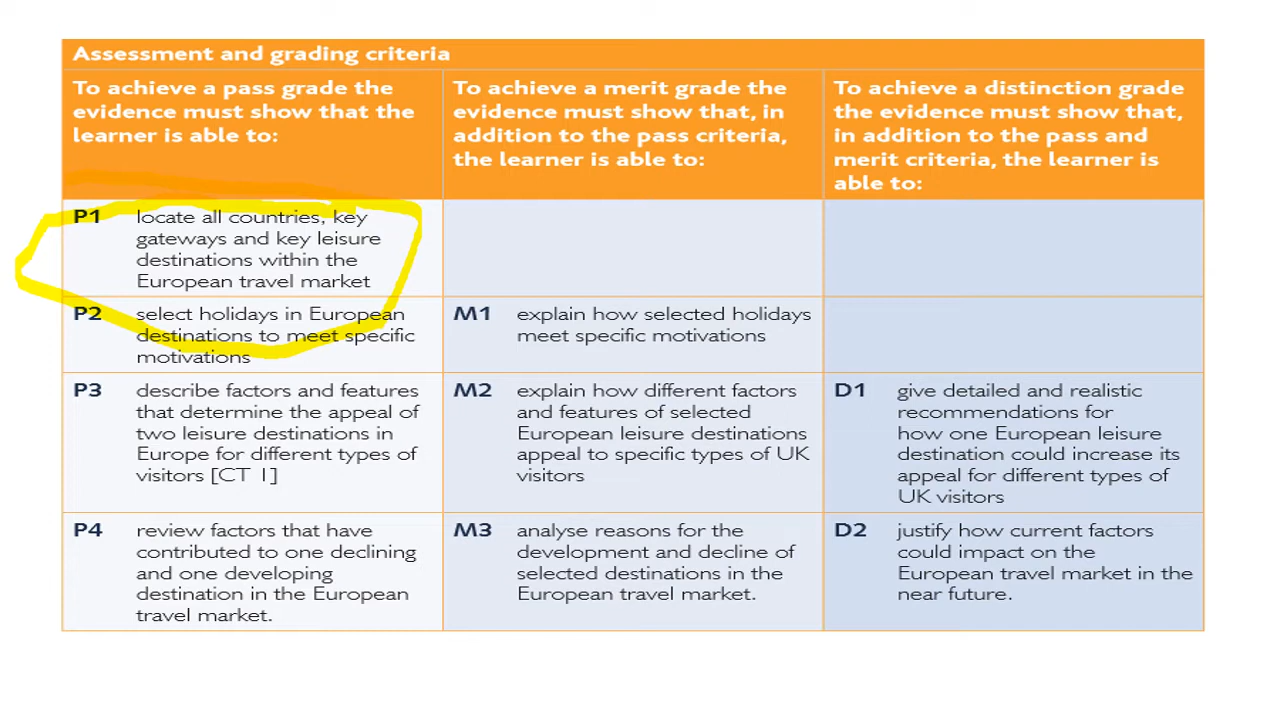 Assessment and grading criteria
To achieve a pass grade the
evidence must show that the
learner is able to:
To achieve a merit grade the
evidence must show that, in
addition to the pass criteria,
the learner is able to:
To achieve a distinction grade
the evidence must show that,
in addition to the pass and
merit criteria, the learner is
able to:
P1 locate all countries, key
gateways and key leisure
destinations within the
European travel market
P2 select holidays in European
destinations to meet specific
motivations
M1 explain how selected holidays
meet specific motivations
P3 describe factors and features
that determine the appeal of
two leisure destinations in
Europe for different types of
visitors [CT 1]
M2 explain how different factors
and features of selected
European leisure destinations
appeal to specific types of UK
visitors
D1 give detailed and realistic
recommendations for
how one European leisure
destination could increase its
appeal for different types of
UK visitors
P4 review factors that have
contributed to one declining
and one developing
destination in the European
travel market.
M3 analyse reasons for the
development and decline of
selected destinations in the
European travel market.
D2 justify how current factors
could impact on the
European travel market in the
near future.